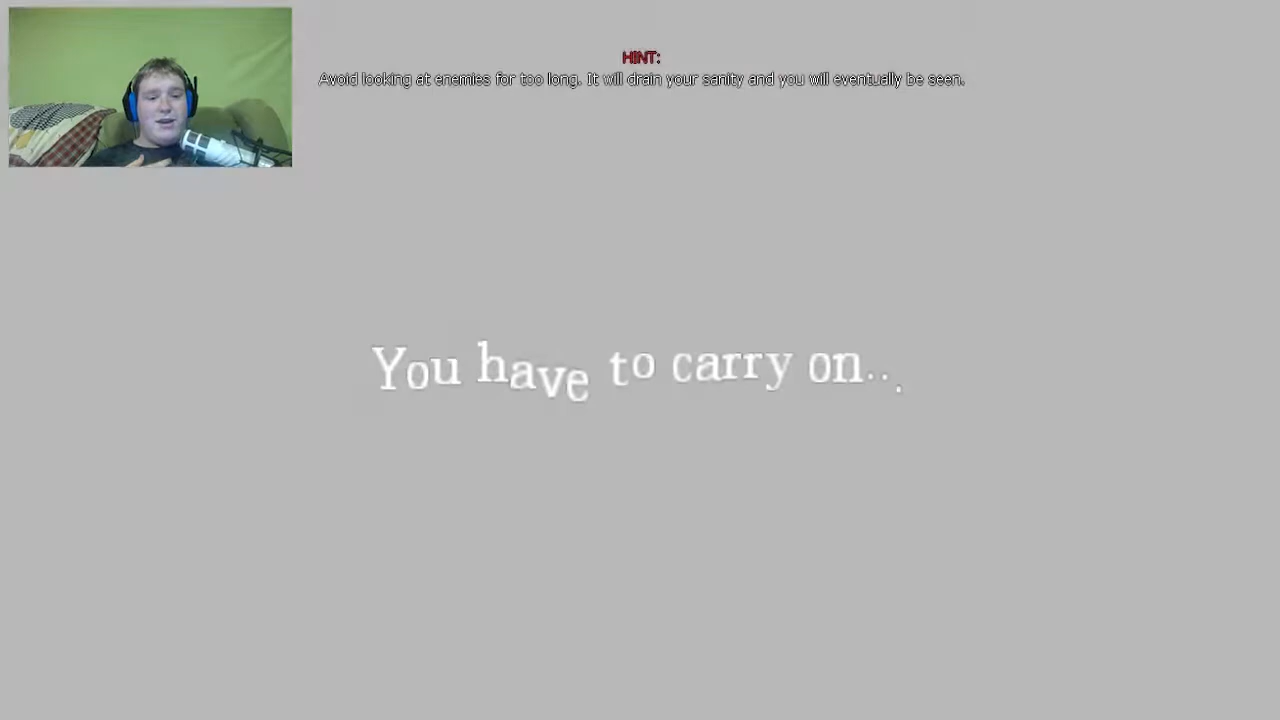 HINT:
Avoid looking at enemies for too long. It will drain your sanity and you will eventually be seen.
You have to carry on...